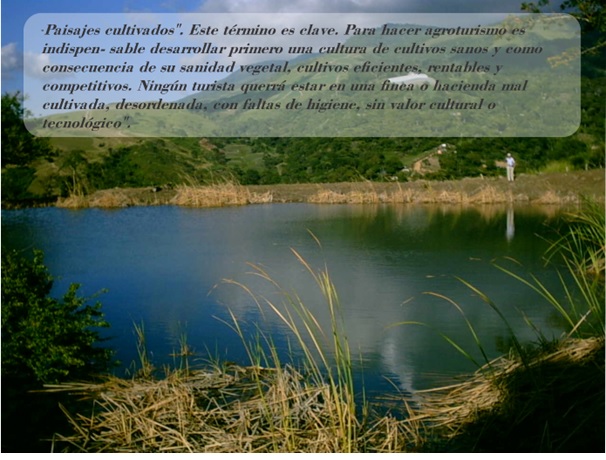 ·Paisajes cultivados". Este término es clave. Para hacer agroturismo es
indispen- sable desarrollar primero una cultura de cultivos sanos y como
consecuencia de su sanidad vegetal, cultivos eficientes, rentables y
competitivos. Ningún turista querrá estar en una finca o hacienda mal
cultivada, desordenada, con faltas de higiene, sin valor cultural o
tecnológico".